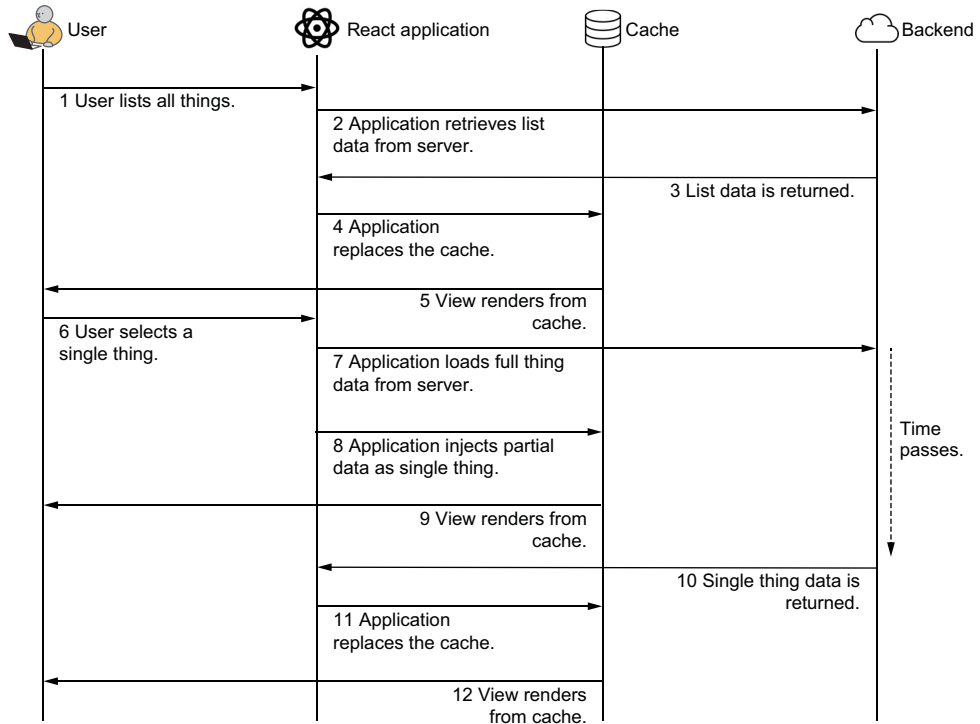 User
React application
Cache
Backend
1 User lists all things.
2 Application retrieves list
data from server.
3 List data is returned.
4 Application
replaces the cache.
5 View renders from
cache.
6 User selects a
single thing.
7 Application loads full thing
data from server.
Time
passes.
8 Application injects partial
data as single thing.
9 View renders from
cache.
10 Single thing data is
returned.
11 Application
replaces the cache.
12 View renders
from cache.